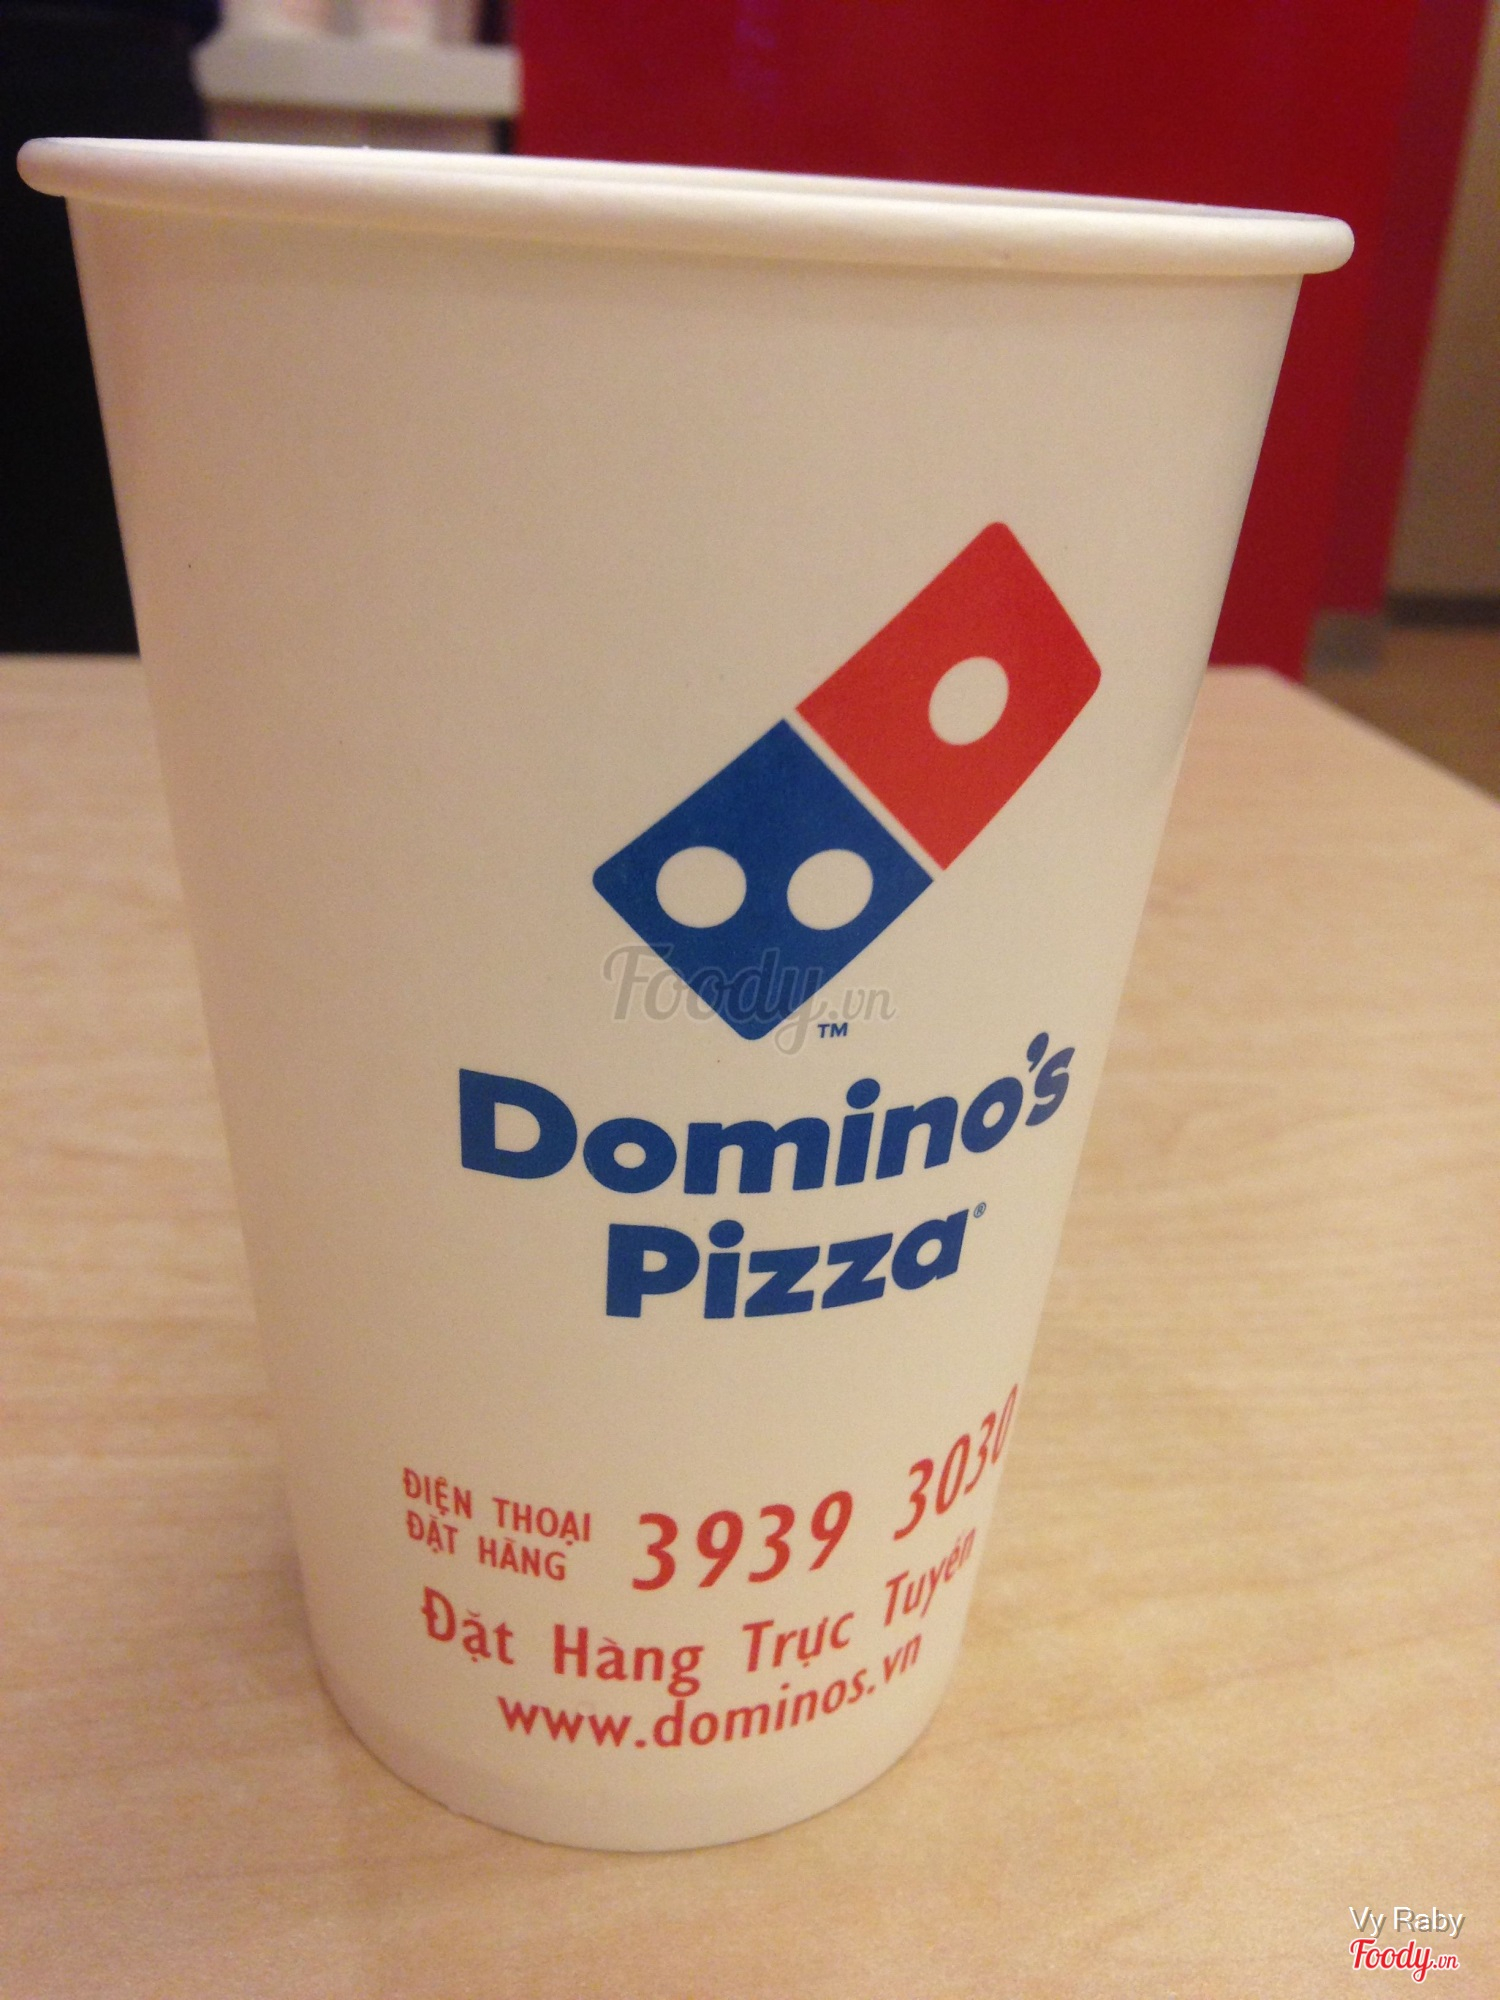 Foody.vn
TM
Domino's
Pizza®
ĐIỆN THOẠI
ĐẶT HÀNG
3939 3030
Đặt Hàng Trực Tuyến
www.dominos.vn
Vy Raby
Foody.vn